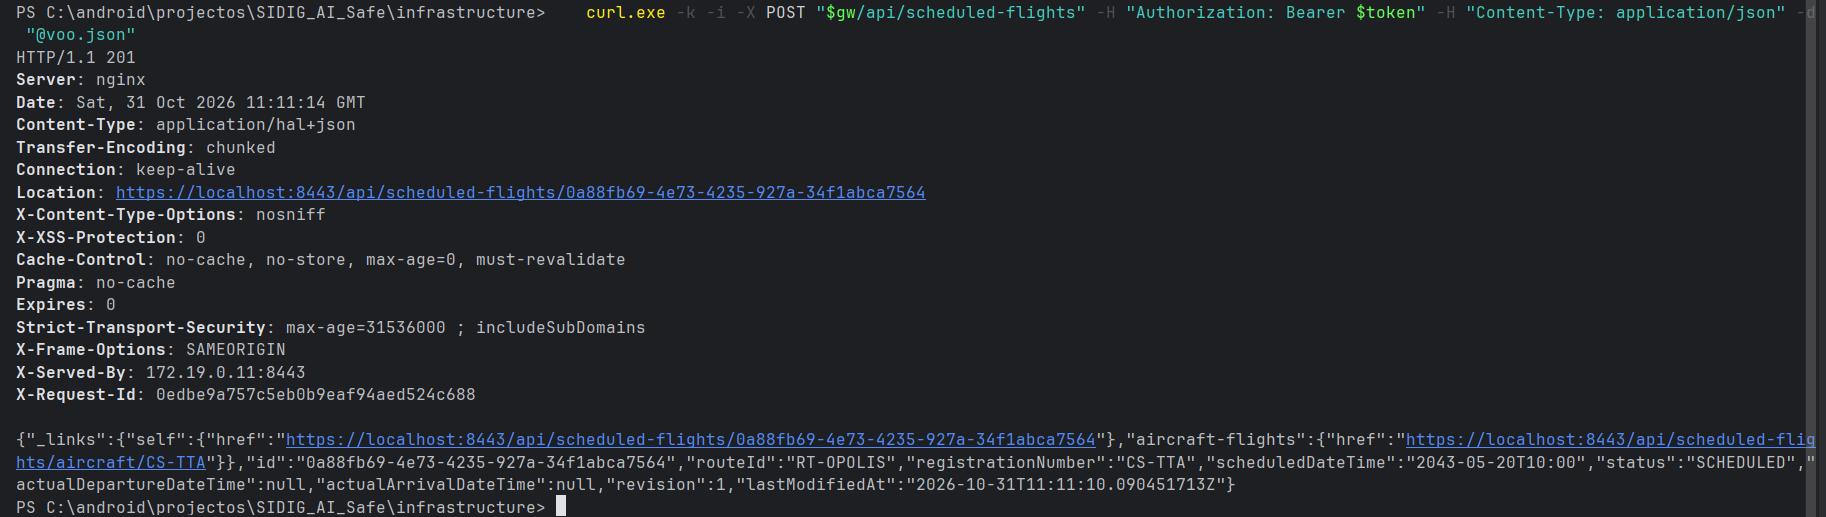 PS C:\android\projectos\SIDIG_AI_Safe\infrastructure>    curl.exe -k -i -X POST "$gw/api/scheduled-flights" -H "Authorization: Bearer $token" -H "Content-Type: application/json" -d
 "@voo.json"
HTTP/1.1 201
Server: nginx
Date: Sat, 31 Oct 2026 11:11:14 GMT
Content-Type: application/hal+json
Transfer-Encoding: chunked
Connection: keep-alive
Location: https://localhost:8443/api/scheduled-flights/0a88fb69-4e73-4235-927a-34f1abca7564
X-Content-Type-Options: nosniff
X-XSS-Protection: 0
Cache-Control: no-cache, no-store, max-age=0, must-revalidate
Pragma: no-cache
Expires: 0
Strict-Transport-Security: max-age=31536000 ; includeSubDomains
X-Frame-Options: SAMEORIGIN
X-Served-By: 172.19.0.11:8443
X-Request-Id: 0edbe9a757c5eb0b9eaf94aed524c688

{"_links":{"self":{"href":"https://localhost:8443/api/scheduled-flights/0a88fb69-4e73-4235-927a-34f1abca7564"},"aircraft-flights":{"href":"https://localhost:8443/api/scheduled-flig
hts/aircraft/CS-TTA"}},"id":"0a88fb69-4e73-4235-927a-34f1abca7564","routeId":"RT-OPOLIS","registrationNumber":"CS-TTA","scheduledDateTime":"2043-05-20T10:00","status":"SCHEDULED","
actualDepartureDateTime":null,"actualArrivalDateTime":null,"revision":1,"lastModifiedAt":"2026-10-31T11:11:10.090451713Z"}
PS C:\android\projectos\SIDIG_AI_Safe\infrastructure>